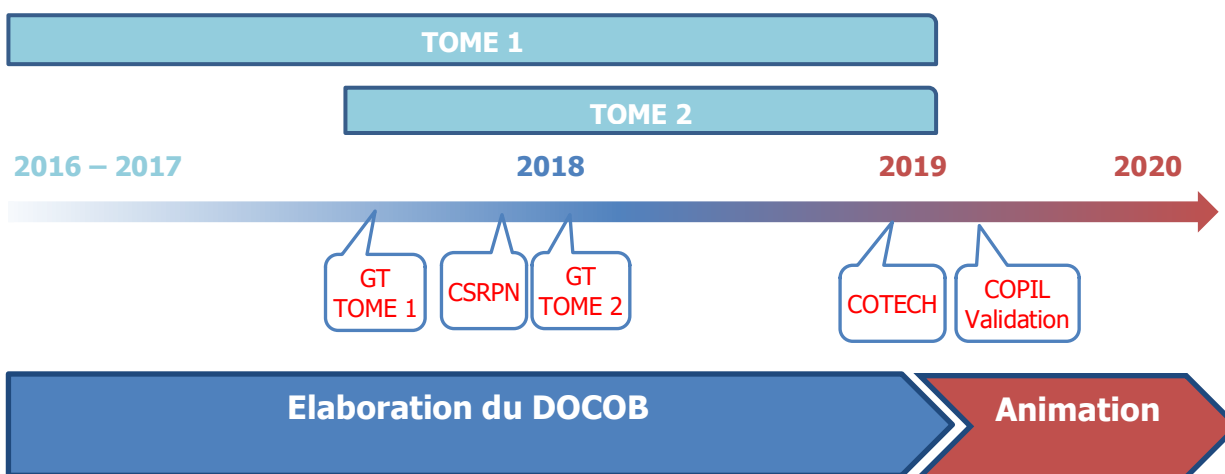 TOME 1
TOME 2
2016 – 2017
2018
2019
2020
GT
TOME 1
CSRPN
GT
TOME 2
COTECH
COPIL
Validation
Elaboration du DOCOB
Animation